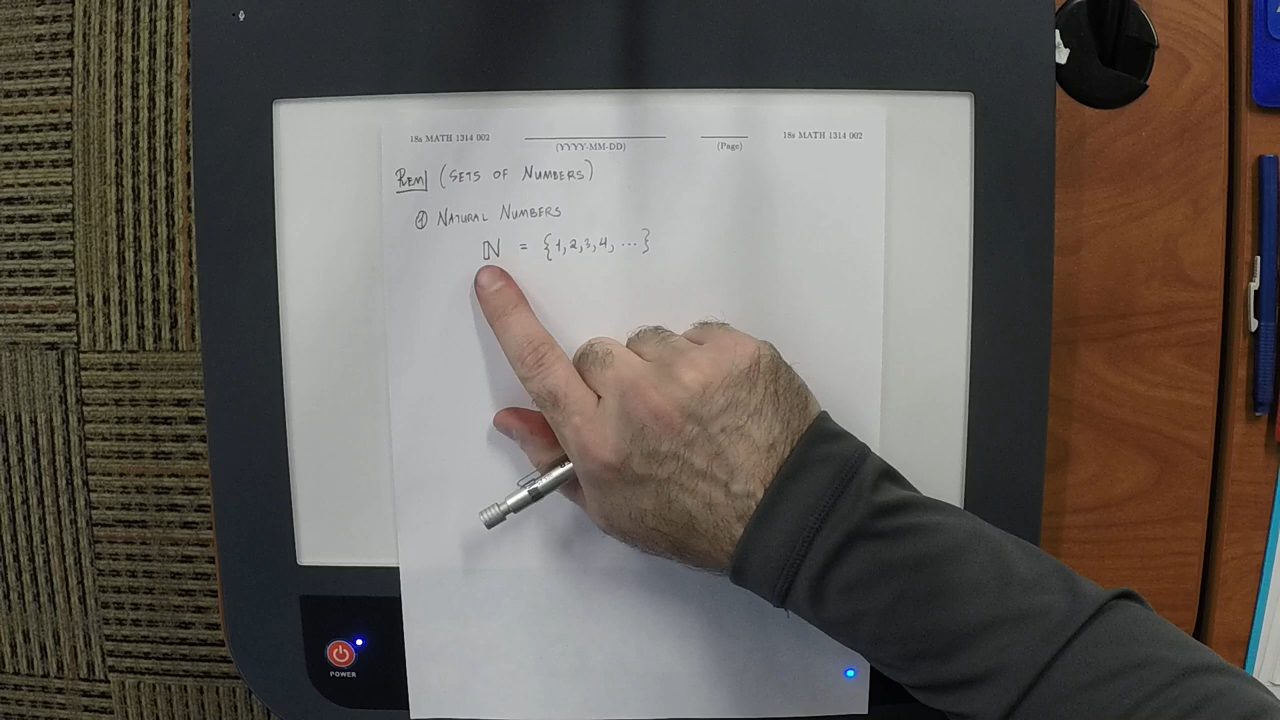 18s MATH 1314 002 (YYYY-MM-DD) (Page) 18s MATH 1314 002
REM (SETS OF NUMBERS)
① NATURAL NUMBERS
ℕ = {1,2,3,4, ⋯}
POWER